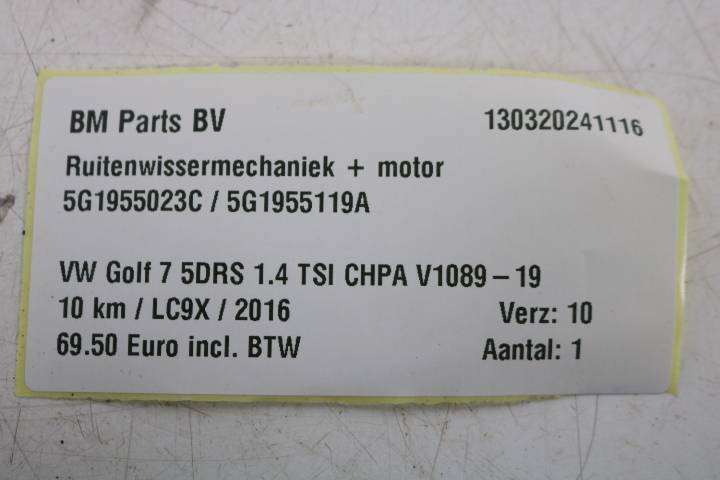 BM Parts BV 130320241116
Ruitenwissermechaniek + motor
5G1955023C / 5G1955119A
VW Golf 7 5DRS 1.4 TSI CHPA V1089 – 19
10 km / LC9X / 2016 Verz: 10
69.50 Euro incl. BTW Aantal: 1